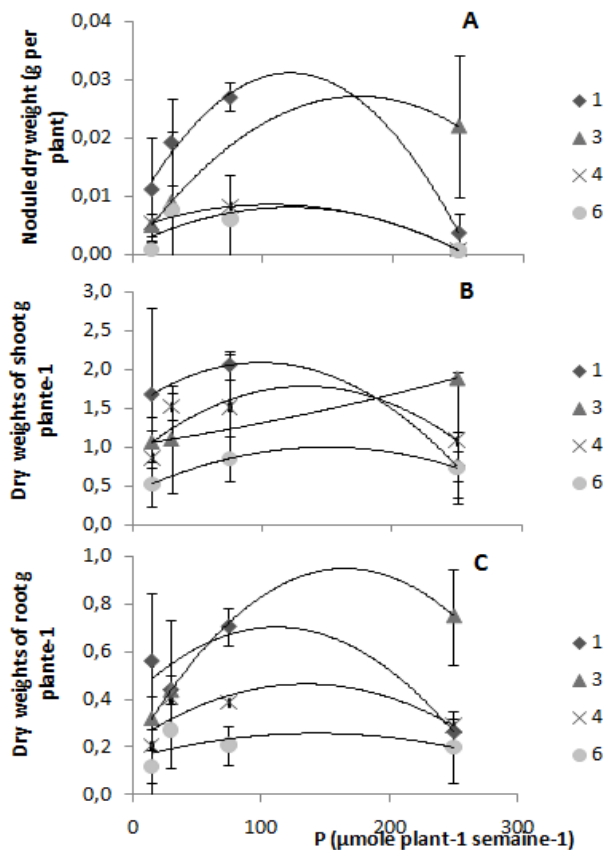 A
0,04
0,03
0,02
0,01
0,00
Nodule dry weight (g per
plant)
1
3
4
6
B
3,0
2,5
2,0
1,5
1,0
0,5
0,0
Dry weights of shoot g
plante-1
1
3
4
6
C
1,0
0,8
0,6
0,4
0,2
0,0
Dry weights of root g
plante-1
1
3
4
6
0 100 200 300
P (µmole plant-1 semaine-1)